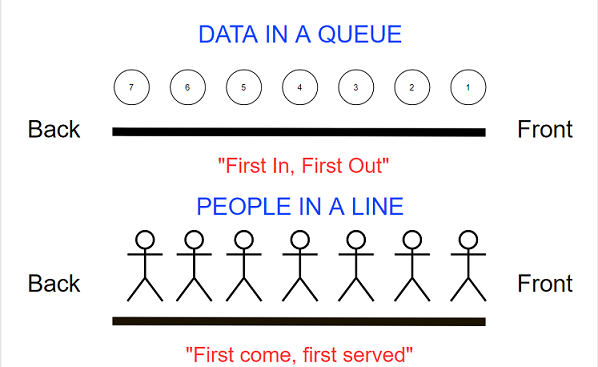 DATA IN A QUEUE
7 6 5 4 3 2 1
Back Front
"First In, First Out"
PEOPLE IN A LINE
Back Front
"First come, first served"